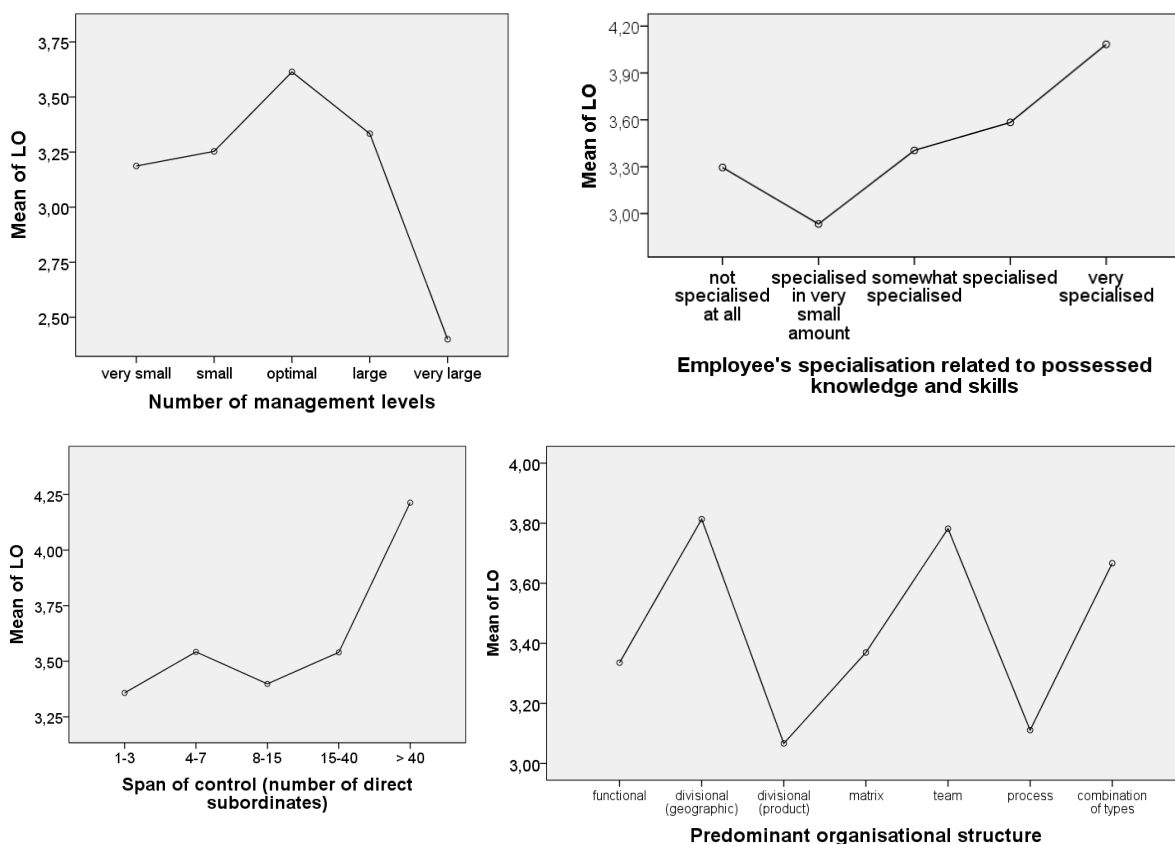 Mean of LO
3,75
3,50
3,25
3,00
2,75
2,50
very small small optimal large very large
Number of management levels
Mean of LO
4,20
3,90
3,60
3,30
3,00
not specialised at all
specialised in very small amount
somewhat specialised
specialised
very specialised
Employee's specialisation related to possessed
knowledge and skills
Mean of LO
4,25
4,00
3,75
3,50
3,25
1-3 4-7 8-15 15-40 > 40
Span of control (number of direct
subordinates)
Mean of LO
4,00
3,80
3,60
3,40
3,20
3,00
functional
divisional (geographic)
divisional (product)
matrix
team
process
combination of types
Predominant organisational structure